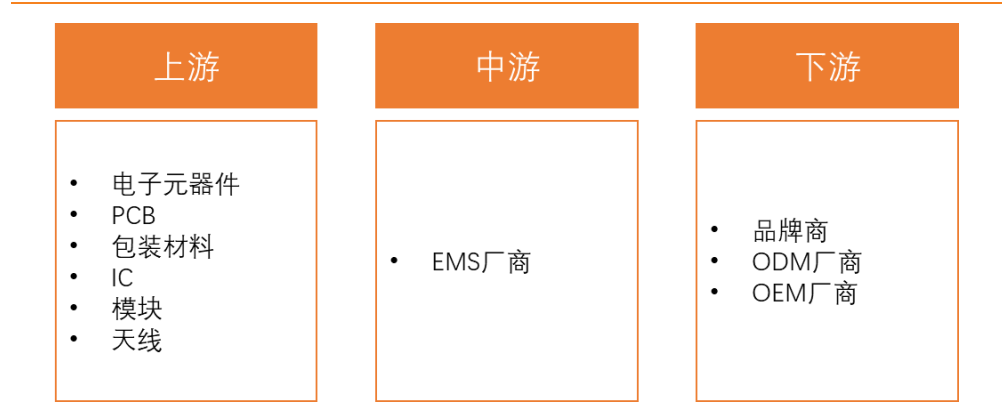 上游
电子元器件
PCB
包装材料
IC
模块
天线
中游
EMS厂商
下游
品牌商
ODM厂商
OEM厂商